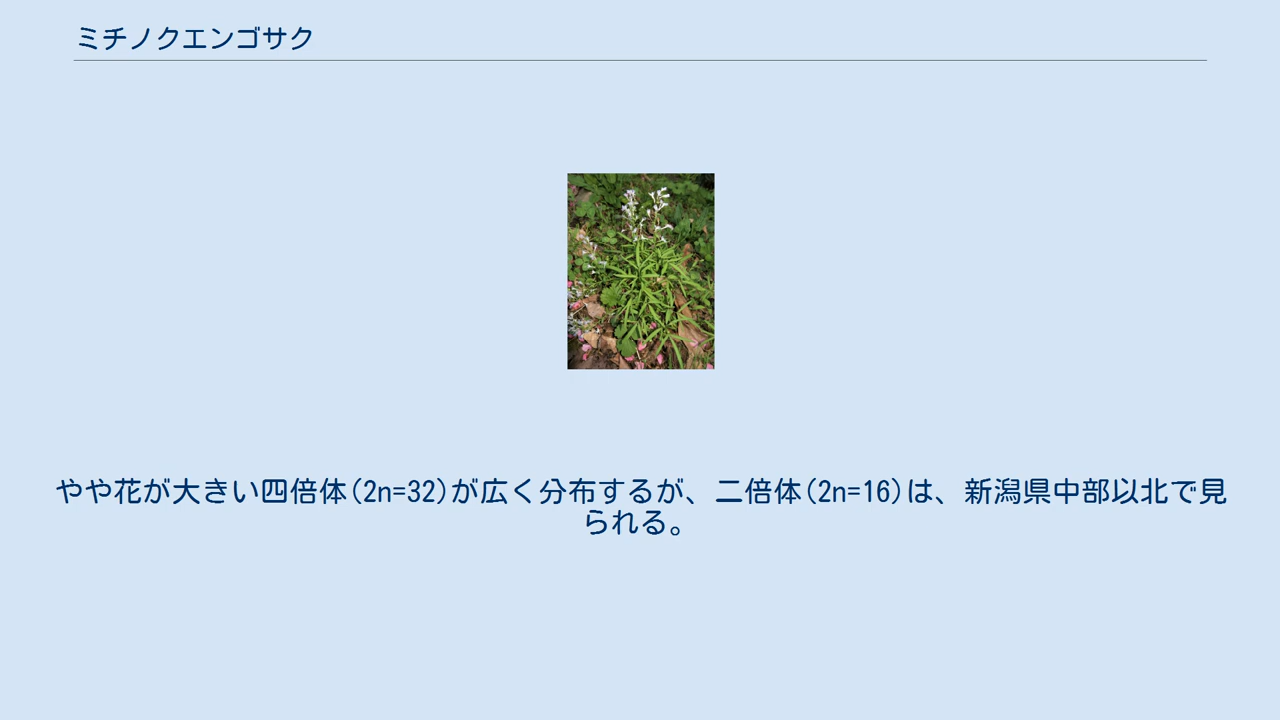 ミチノクエンゴサク
やや花が大きい四倍体(2n=32)が広く分布するが、二倍体(2n=16)は、新潟県中部以北で見
られる。